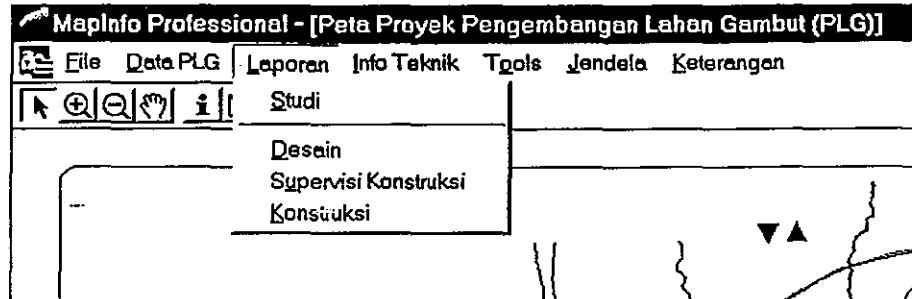 MapInfo Professional - [Peta Proyek Pengembangan Lahan Gambut (PLG)]
File Data PLG Laporan Info Teknik Tools Jendela Keterangan
Studi
Desain
Supervisi Konstruksi
Konstruksi